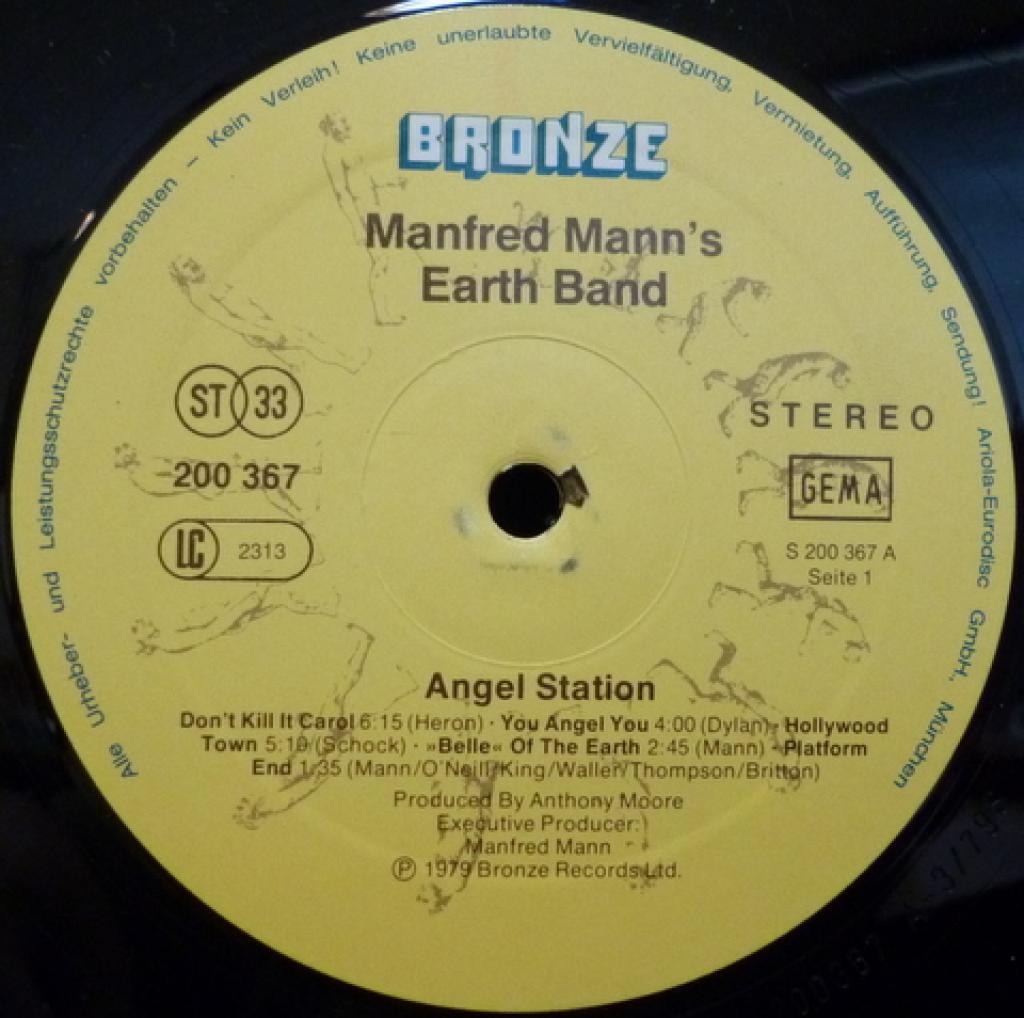 Alle Urheber- und Leistungsschutzrechte vorbehalten – Kein Verleih! Keine unerlaubte Vervielfältigung, Vermietung, Aufführung, Sendung! Ariola-Eurodisc GmbH., München
BRONZE
Manfred Mann's
Earth Band
ST 33
200 367
LC 2313
STEREO
GEMA
S 200 367 A
Seite 1
Angel Station
Don't Kill It Carol 6:15 (Heron) · You Angel You 4:00 (Dylan) · Hollywood
Town 5:10 (Schock) · »Belle« Of The Earth 2:45 (Mann) · Platform
End 1:35 (Mann/O'Neill/King/Waller/Thompson/Britton)
Produced By Anthony Moore
Executive Producer:
Manfred Mann
℗ 1979 Bronze Records Ltd.